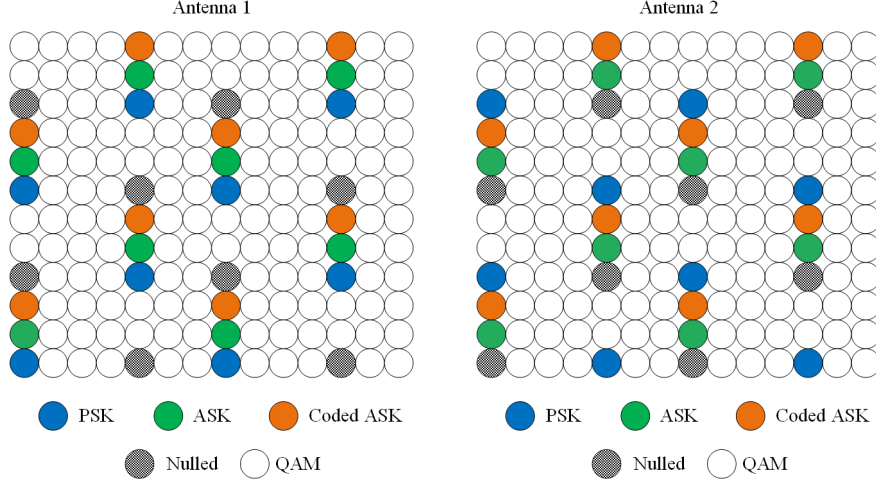 Antenna 1
Antenna 2
PSK ASK Coded ASK
Nulled QAM
PSK ASK Coded ASK
Nulled QAM